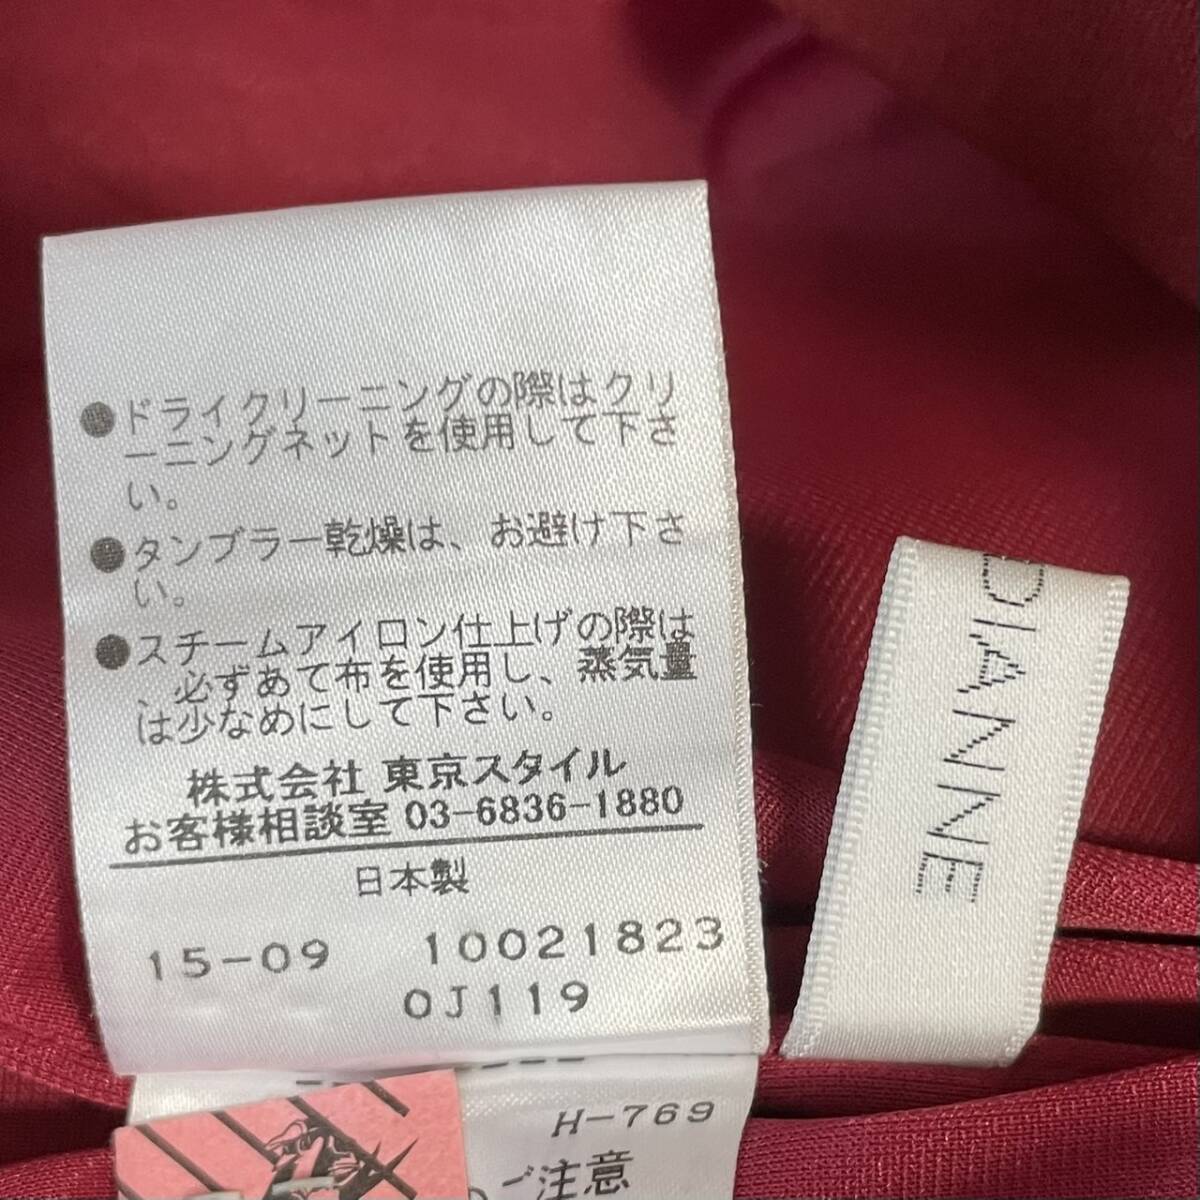 ●ドライクリーニングの際はクリ
ーニングネットを使用して下さ
い。
●タンブラー乾燥は、お避け下さ
い。
●スチームアイロン仕上げの際は
、必ずあて布を使用し、蒸気量
は少なめにして下さい。
株式会社 東京スタイル
お客様相談室 03-6836-1880
日本製
15-09 10021823
0J119
H-769
ご注意
DIANNE